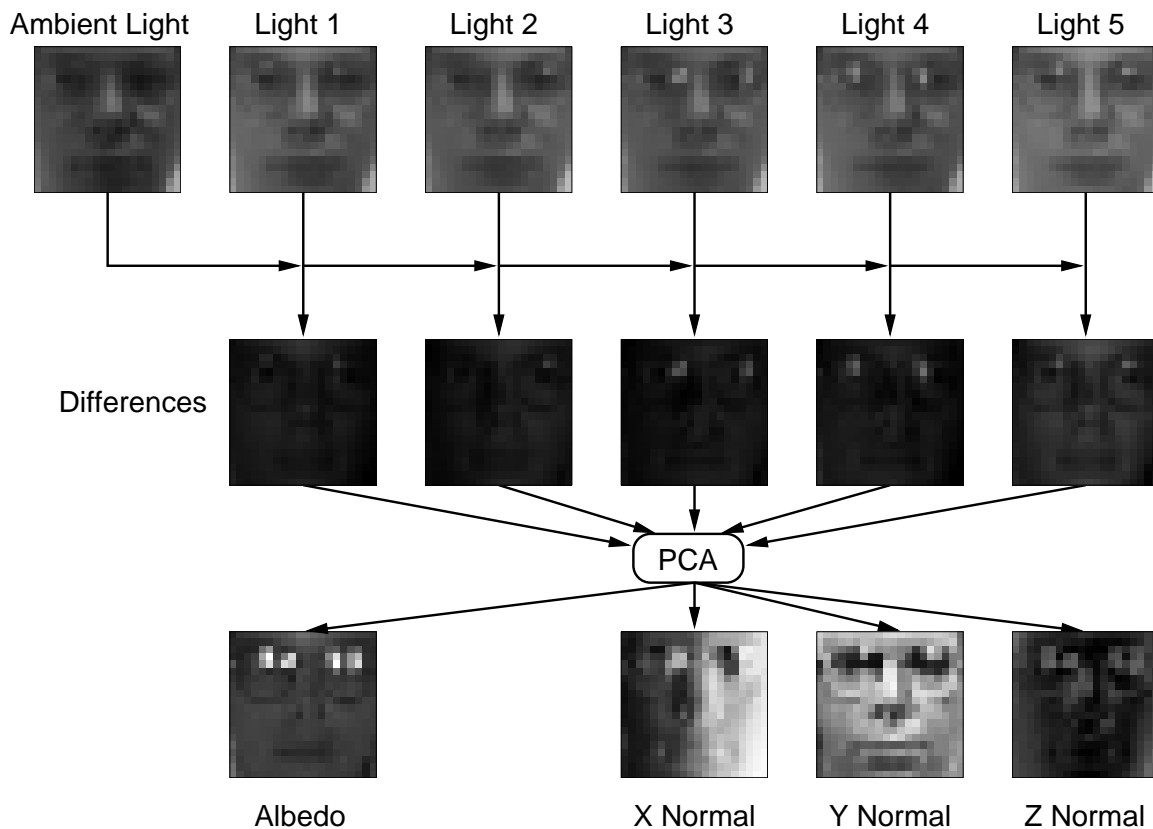 Ambient Light Light 1 Light 2 Light 3 Light 4 Light 5
Differences
PCA
Albedo X Normal Y Normal Z Normal